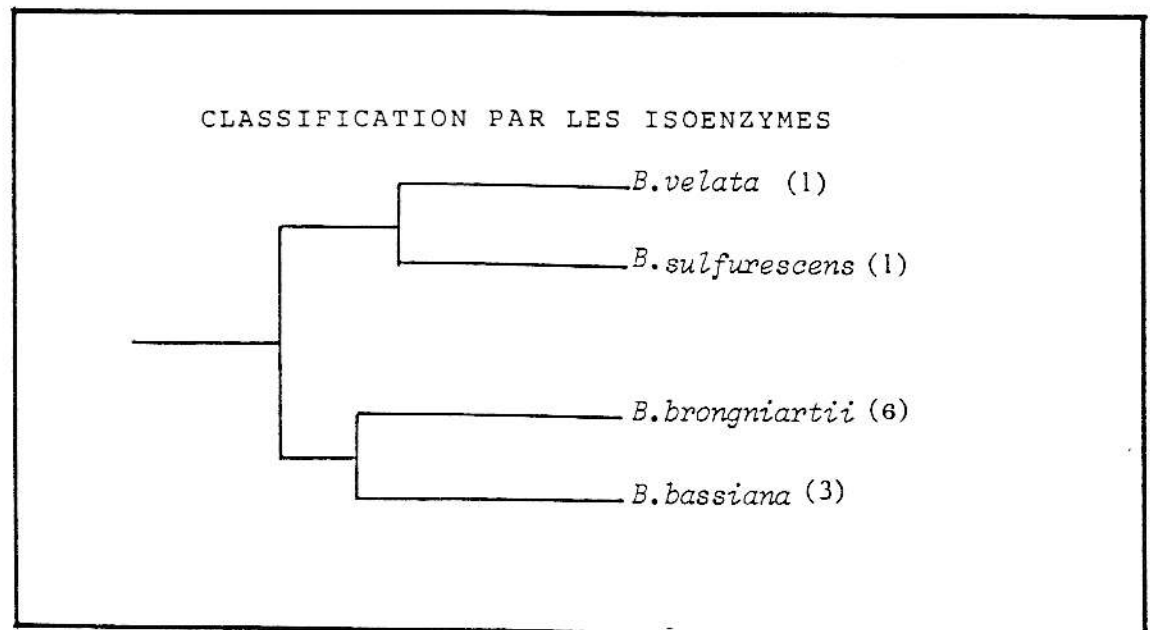 CLASSIFICATION PAR LES ISOENZYMES
B.velata (1)
B.sulfurescens (1)
B.brongniartii (6)
B.bassiana (3)